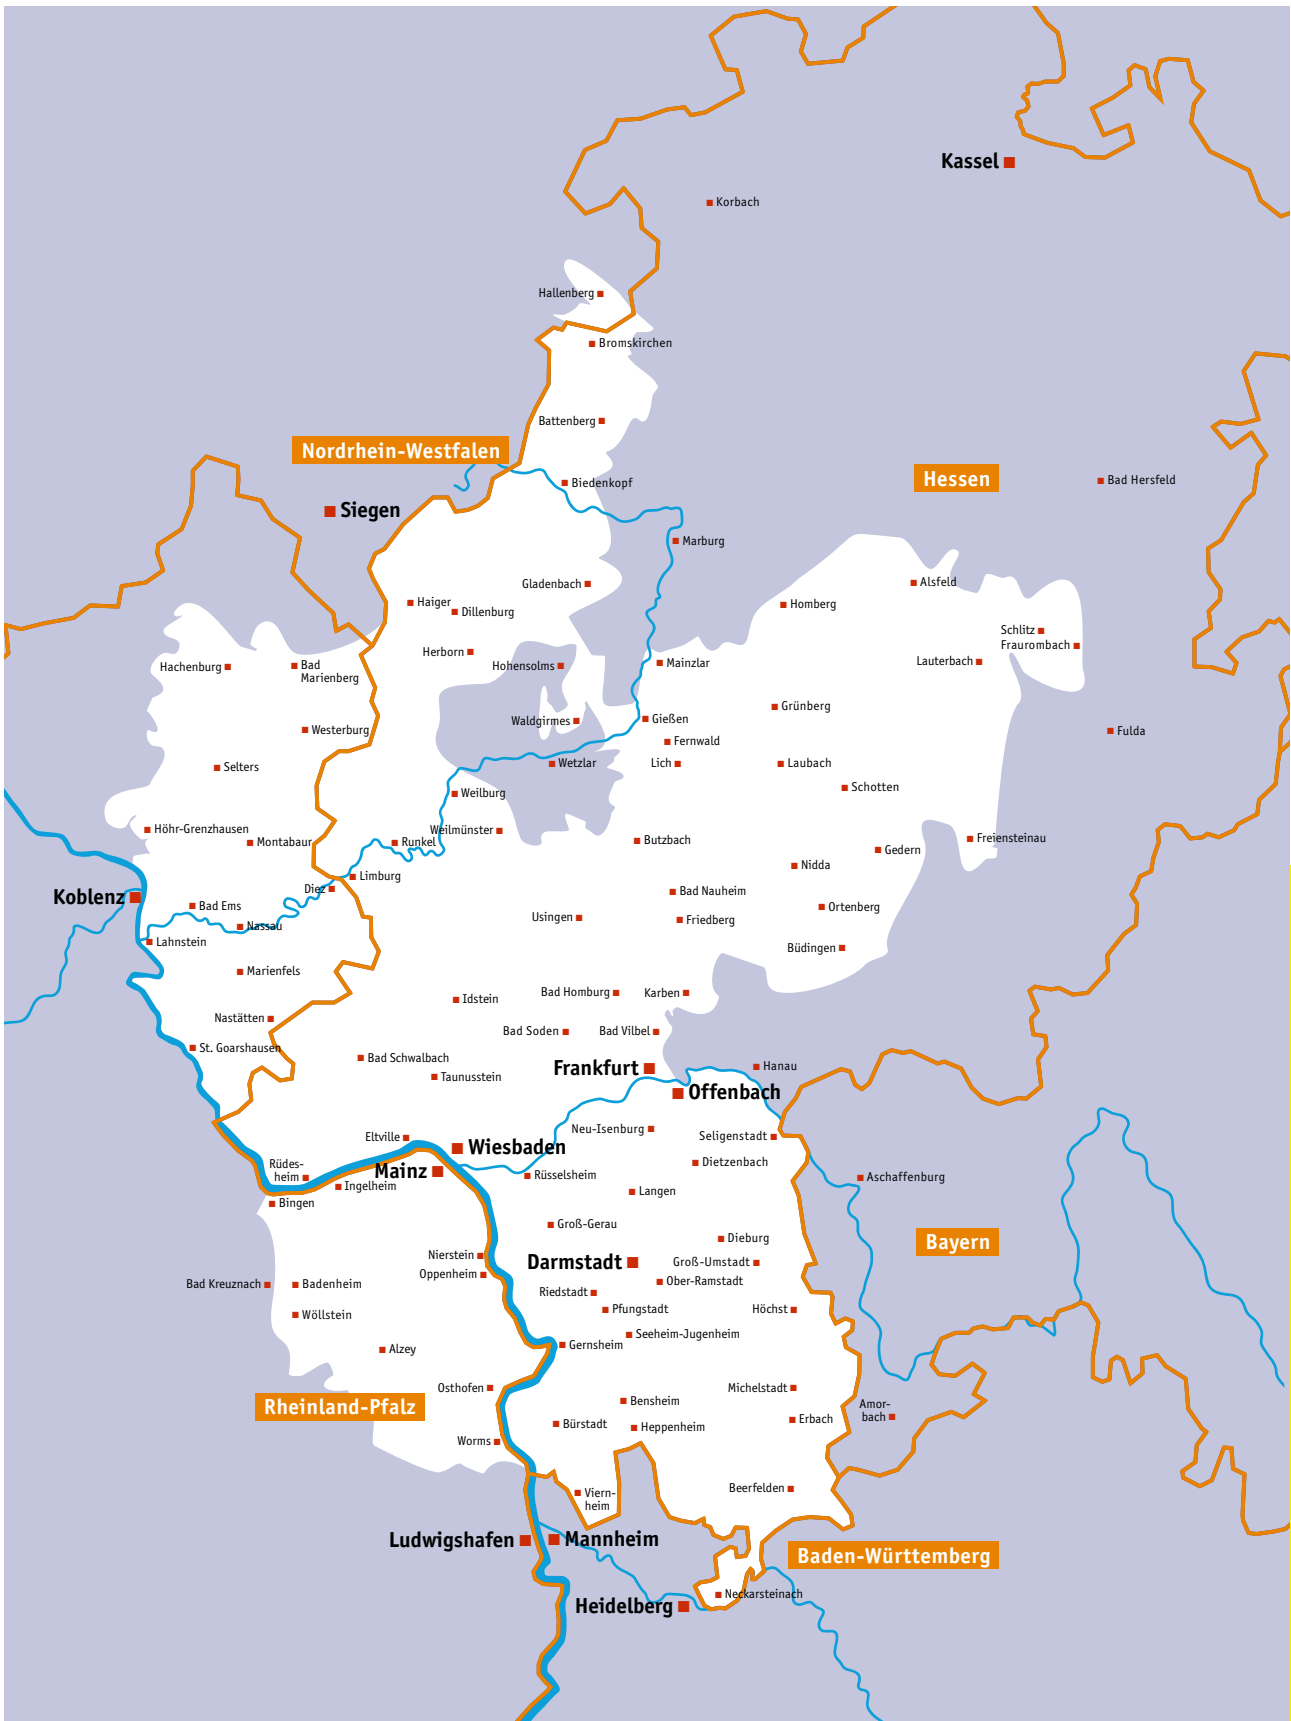 Kassel
Korbach
Hallenberg
Bromskirchen
Battenberg
Nordrhein-Westfalen
Hessen
Bad Hersfeld
Biedenkopf
Siegen
Marburg
Gladenbach
Alsfeld
Haiger
Dillenburg
Homberg
Schlitz
Fraurombach
Herborn
Hohensolms
Mainzlar
Lauterbach
Hachenburg
Bad
Marienberg
Grünberg
Waldgirmes
Gießen
Westerburg
Fulda
Fernwald
Selters
Wetzlar
Lich
Laubach
Schotten
Weilburg
Höhr-Grenzhausen
Weilmünster
Montabaur
Runkel
Butzbach
Freiensteinau
Gedern
Nidda
Limburg
Diez
Bad Nauheim
Koblenz
Bad Ems
Ortenberg
Usingen
Friedberg
Nassau
Lahnstein
Büdingen
Marienfels
Idstein
Bad Homburg
Karben
Nastätten
Bad Soden
Bad Vilbel
St. Goarshausen
Bad Schwalbach
Frankfurt
Hanau
Taunusstein
Offenbach
Neu-Isenburg
Seligenstadt
Eltville
Wiesbaden
Dietzenbach
Rüdes-
heim
Mainz
Rüsselsheim
Aschaffenburg
Ingelheim
Langen
Bingen
Groß-Gerau
Dieburg
Bayern
Nierstein
Darmstadt
Groß-Umstadt
Oppenheim
Ober-Ramstadt
Bad Kreuznach
Badenheim
Riedstadt
Wöllstein
Pfungstadt
Höchst
Seeheim-Jugenheim
Gernsheim
Alzey
Osthofen
Michelstadt
Bensheim
Rheinland-Pfalz
Amor-
bach
Bürstadt
Heppenheim
Erbach
Worms
Beerfelden
Viern-
heim
Ludwigshafen
Mannheim
Baden-Württemberg
Neckarsteinach
Heidelberg